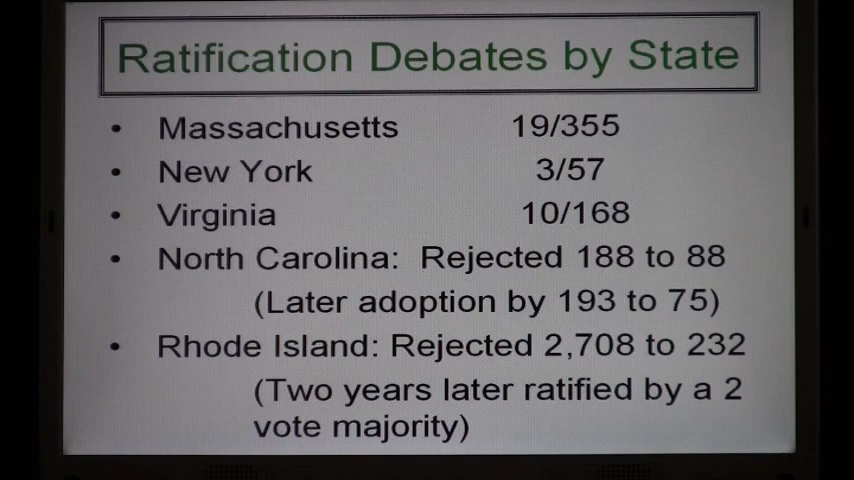 Ratification Debates by State
• Massachusetts 19/355
• New York 3/57
• Virginia 10/168
• North Carolina: Rejected 188 to 88
(Later adoption by 193 to 75)
• Rhode Island: Rejected 2,708 to 232
(Two years later ratified by a 2
vote majority)